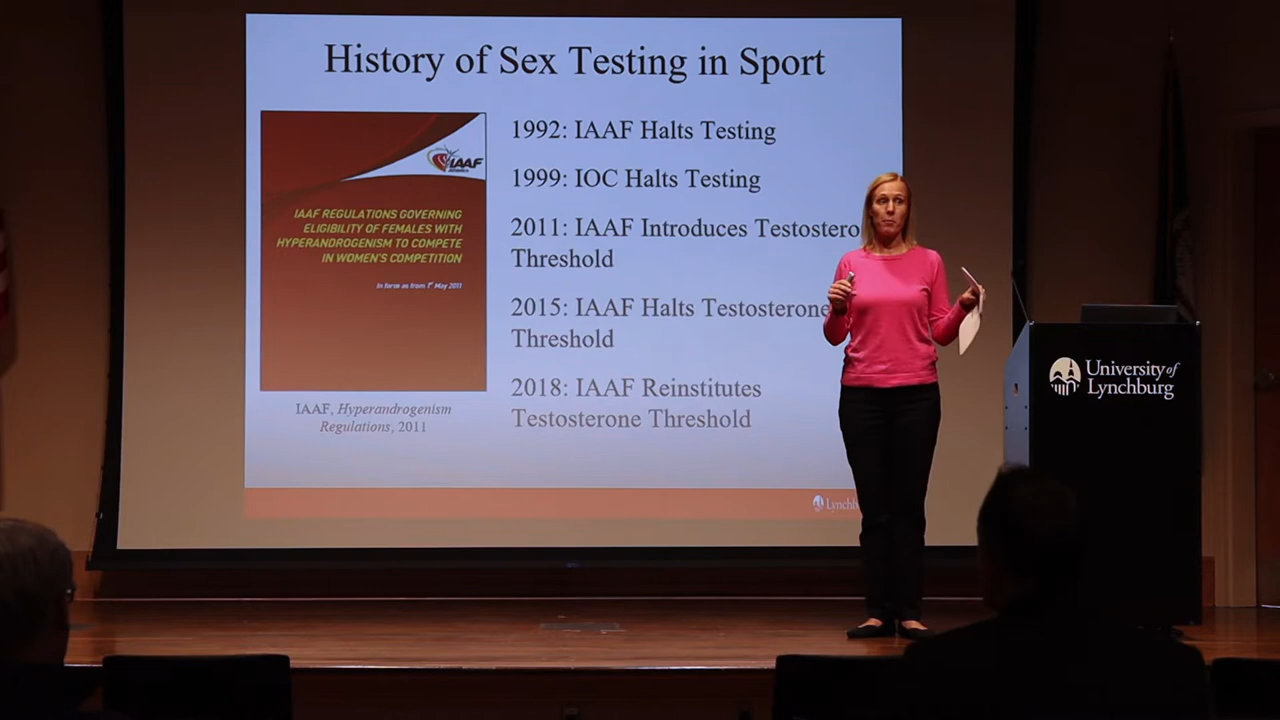 History of Sex Testing in Sport
IAAF
IAAF REGULATIONS GOVERNING
ELIGIBILITY OF FEMALES WITH
HYPERANDROGENISM TO COMPETE
IN WOMEN'S COMPETITION
In force as from 1st May 2011
IAAF, Hyperandrogenism
Regulations, 2011
1992: IAAF Halts Testing
1999: IOC Halts Testing
2011: IAAF Introduces Testostero
Threshold
2015: IAAF Halts Testosterone
Threshold
2018: IAAF Reinstitutes
Testosterone Threshold
Lynchb
University of
Lynchburg